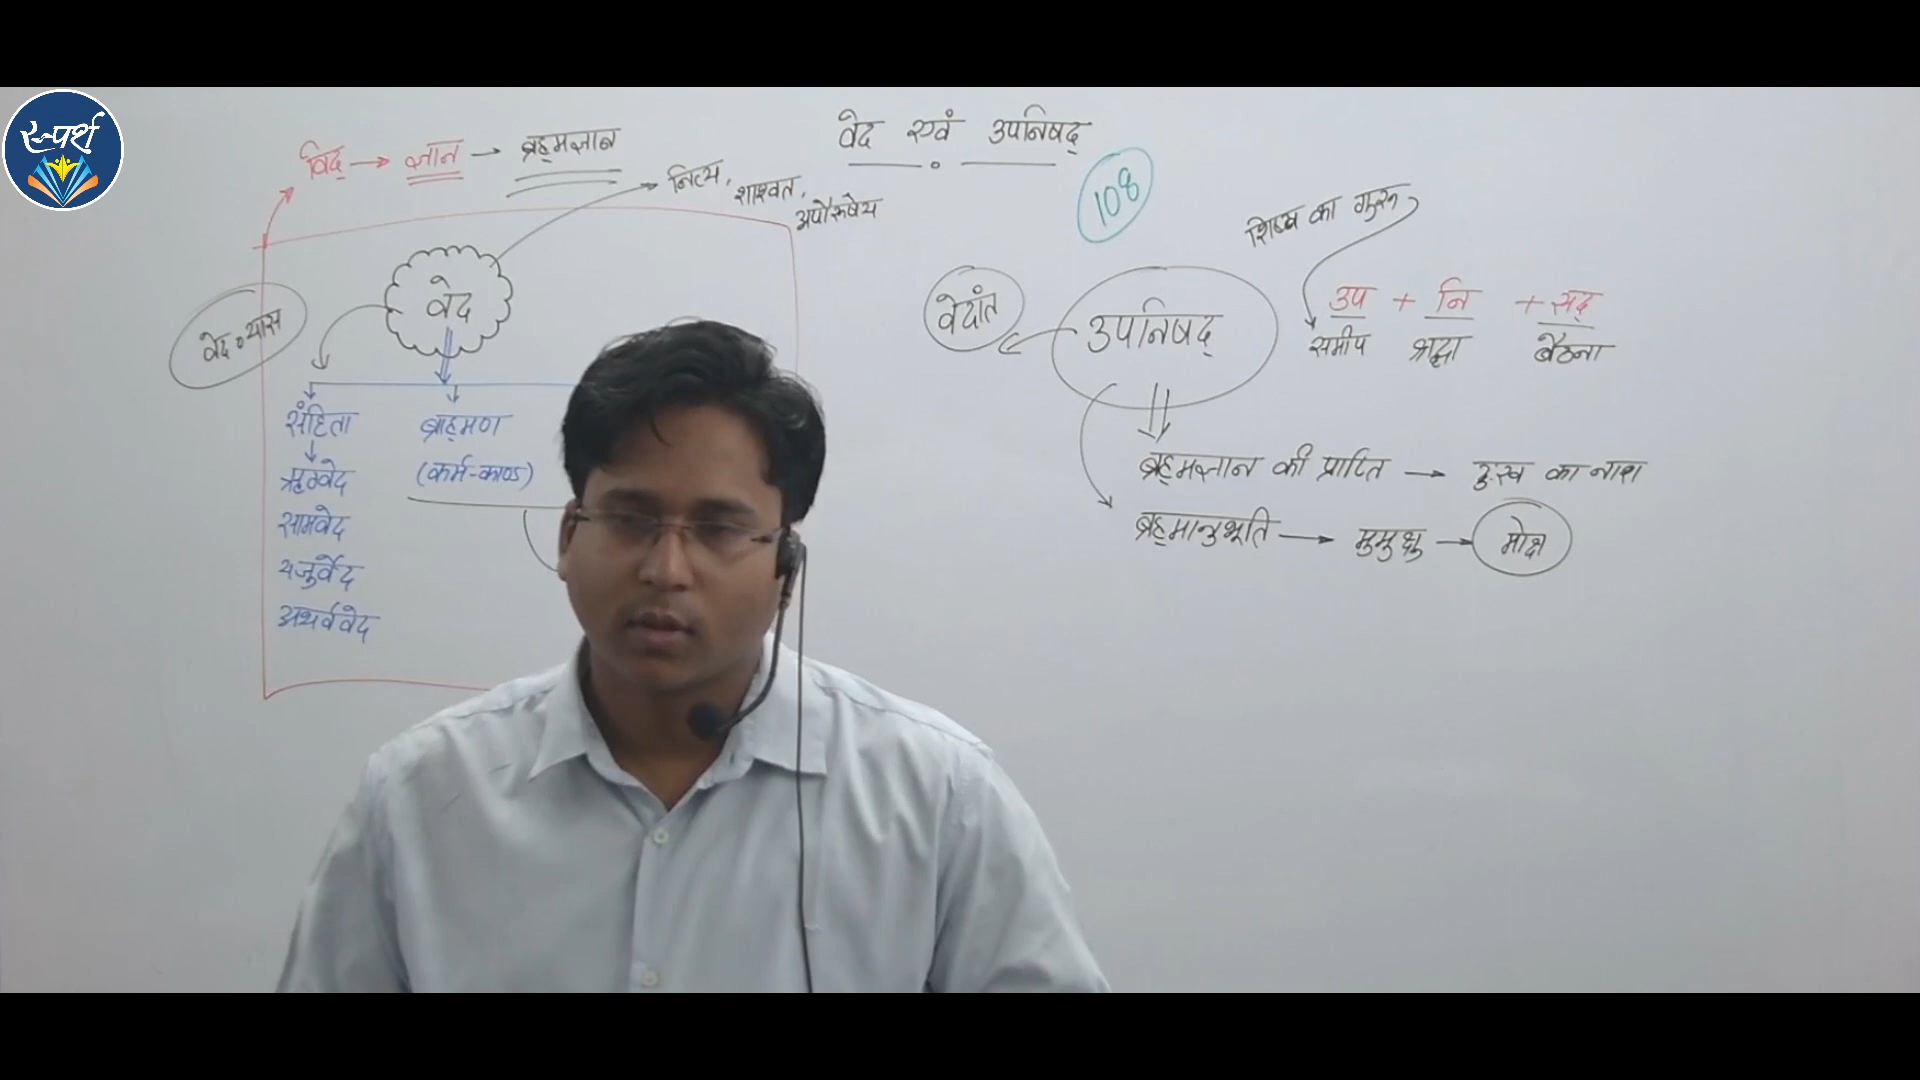 स्पर्श
वेद एवं उपनिषद्
विद् → ज्ञान → ब्रह्मज्ञान
नित्य, शाश्वत, अपौरुषेय
108
शिष्य का गुरु
वेद
वेदव्यास
वेदांत
उपनिषद्
उप + नि + सद्
समीप श्रद्धा बैठना
संहिता ब्राह्मण
ऋग्वेद (कर्म-काण्ड)
सामवेद
यजुर्वेद
अथर्ववेद
ब्रह्मज्ञान की प्राप्ति → दुःख का नाश
ब्रह्मानुभूति → मुमुक्षु → मोक्ष